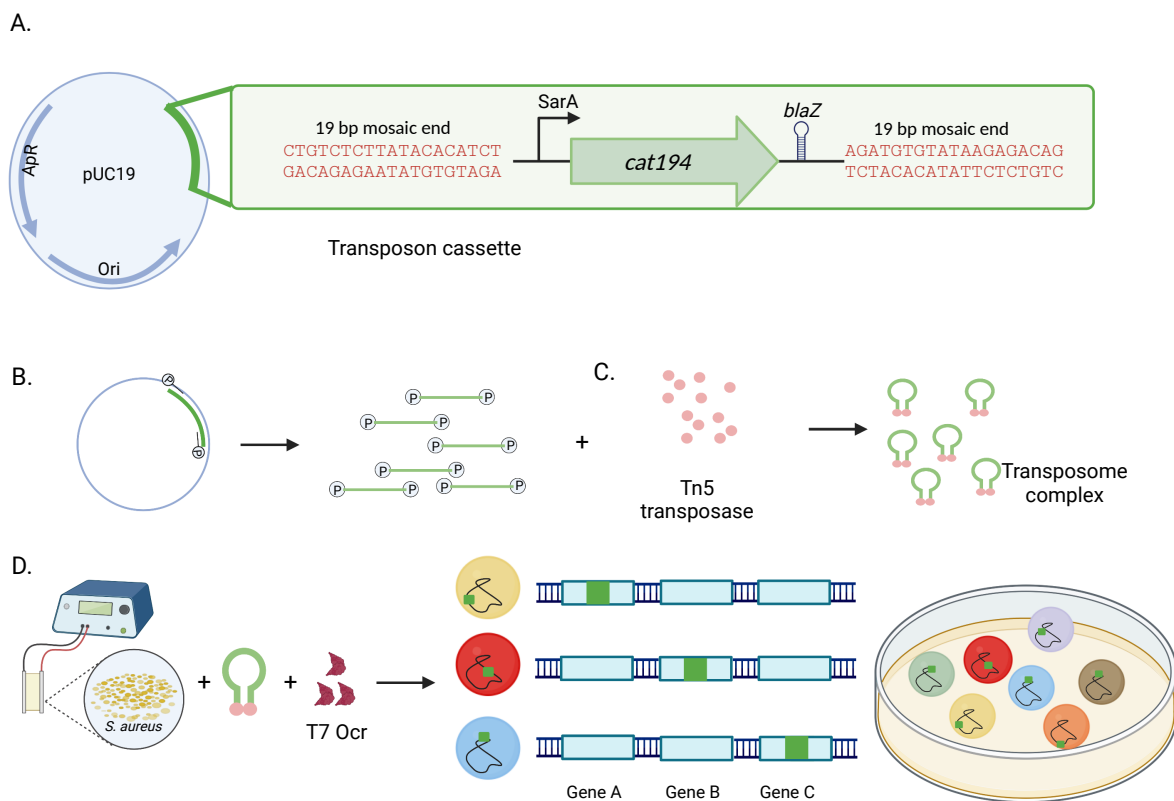 A.
ApR
pUC19
Ori
19 bp mosaic end
CTGTCTCTTATACACATCT
GACAGAGAATATGTGTAGA
SarA
cat194
blaZ
19 bp mosaic end
AGATGTGTATAAGAGACAG
TCTACACATATTCTCTGTC
Transposon cassette
B.
P
P
P P
P P
P P
P P
P P
P P
+
C.
Tn5
transposase
Transposome
complex
D.
S. aureus
+
+
T7 Ocr
Gene A
Gene B
Gene C